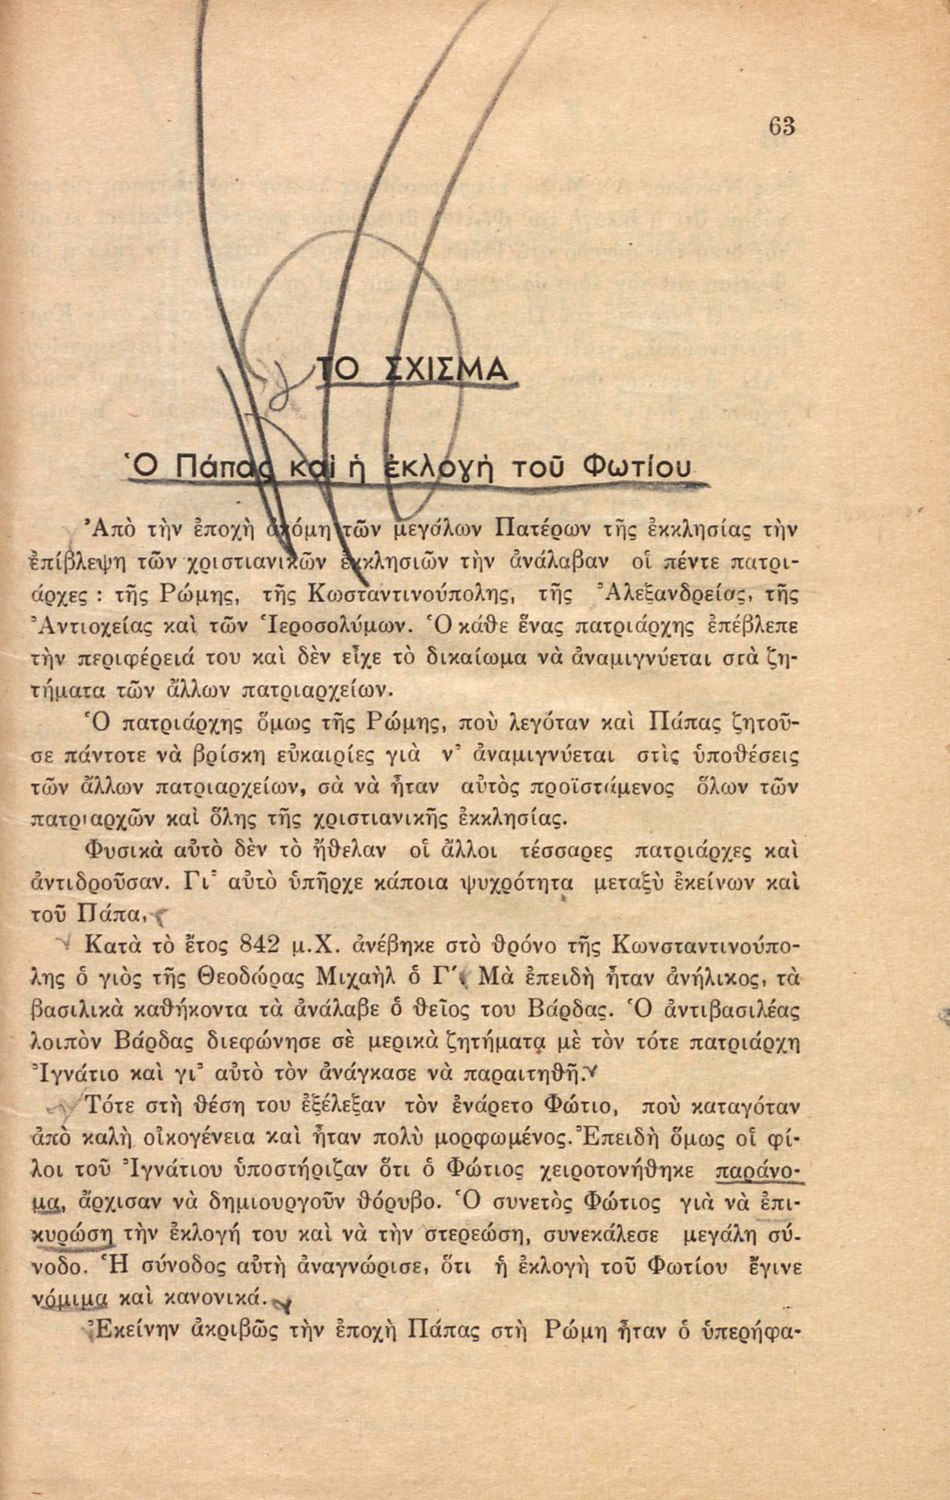 63
ΤΟ ΣΧΙΣΜΑ
Ὁ Πάπας καὶ ἡ ἐκλογὴ τοῦ Φωτίου
Ἀπὸ τὴν ἐποχὴ ἀκόμη τῶν μεγάλων Πατέρων τῆς ἐκκλησίας τὴν
ἐπίβλεψη τῶν χριστιανικῶν ἐκκλησιῶν τὴν ἀνάλαβαν οἱ πέντε πατρι-
άρχες : τῆς Ρώμης, τῆς Κωσταντινούπολης, τῆς Ἀλεξανδρείας, τῆς
Ἀντιοχείας καὶ τῶν Ἱεροσολύμων. Ὁ κάθε ἕνας πατριάρχης ἐπέβλεπε
τὴν περιφέρειά του καὶ δὲν εἶχε τὸ δικαίωμα νὰ ἀναμιγνύεται στὰ ζη-
τήματα τῶν ἄλλων πατριαρχείων.
Ὁ πατριάρχης ὅμως τῆς Ρώμης, ποὺ λεγόταν καὶ Πάπας ζητοῦ-
σε πάντοτε νὰ βρίσκη εὐκαιρίες γιὰ ν' ἀναμιγνύεται στὶς ὑποθέσεις
τῶν ἄλλων πατριαρχείων, σὰ νὰ ἦταν αὐτὸς προϊστάμενος ὅλων τῶν
πατριαρχῶν καὶ ὅλης τῆς χριστιανικῆς ἐκκλησίας.
Φυσικὰ αὐτὸ δὲν τὸ ἤθελαν οἱ ἄλλοι τέσσαρες πατριάρχες καὶ
ἀντιδροῦσαν. Γι' αὐτὸ ὑπῆρχε κάποια ψυχρότητα μεταξὺ ἐκείνων καὶ
τοῦ Πάπα.
Κατὰ τὸ ἔτος 842 μ.Χ. ἀνέβηκε στὸ θρόνο τῆς Κωνσταντινούπο-
λης ὁ γιὸς τῆς Θεοδώρας Μιχαὴλ ὁ Γ'. Μὰ ἐπειδὴ ἦταν ἀνήλικος, τὰ
βασιλικὰ καθήκοντα τὰ ἀνάλαβε ὁ θεῖος του Βάρδας. Ὁ ἀντιβασιλέας
λοιπὸν Βάρδας διεφώνησε σὲ μερικὰ ζητήματα μὲ τὸν τότε πατριάρχη
Ἰγνάτιο καὶ γι' αὐτὸ τὸν ἀνάγκασε νὰ παραιτηθῆ.
Τότε στὴ θέση του ἐξέλεξαν τὸν ἐνάρετο Φώτιο, ποὺ καταγόταν
ἀπὸ καλὴ οἰκογένεια καὶ ἦταν πολὺ μορφωμένος. Ἐπειδὴ ὅμως οἱ φί-
λοι τοῦ Ἰγνάτιου ὑποστήριζαν ὅτι ὁ Φώτιος χειροτονήθηκε παράνο-
μα, ἄρχισαν νὰ δημιουργοῦν θόρυβο. Ὁ συνετὸς Φώτιος γιὰ νὰ ἐπι-
κυρώση τὴν ἐκλογή του καὶ νὰ τὴν στερεώση, συνεκάλεσε μεγάλη σύ-
νοδο. Ἡ σύνοδος αὐτὴ ἀναγνώρισε, ὅτι ἡ ἐκλογὴ τοῦ Φωτίου ἔγινε
νόμιμα καὶ κανονικά.
Ἐκείνην ἀκριβῶς τὴν ἐποχὴ Πάπας στὴ Ρώμη ἦταν ὁ ὑπερήφα-